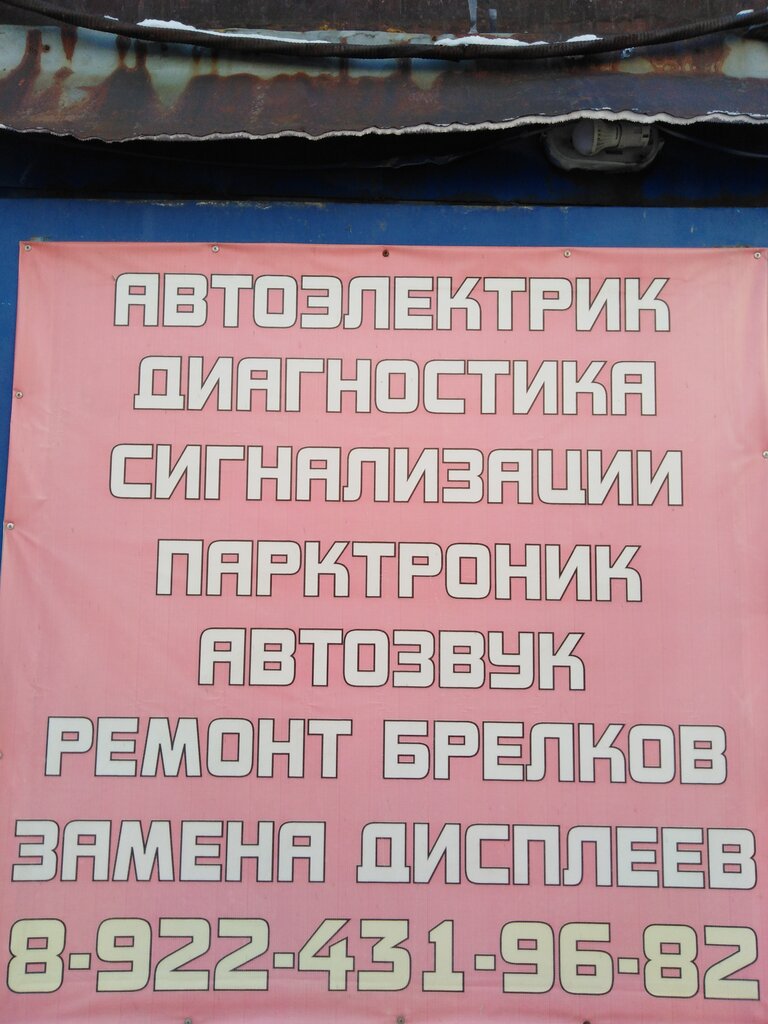 АВТОЭЛЕКТРИК
ДИАГНОСТИКА
СИГНАЛИЗАЦИИ
ПАРКТРОНИК
АВТОЗВУК
РЕМОНТ БРЕЛКОВ
ЗАМЕНА ДИСПЛЕЕВ
8-922-431-96-82